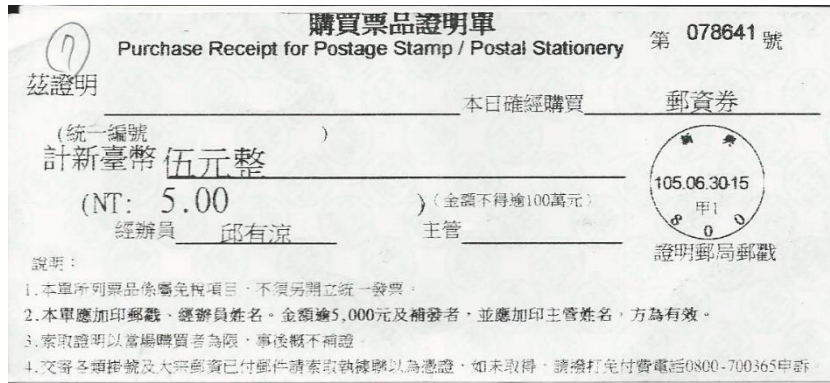 ⑦
購買票品證明單
Purchase Receipt for Postage Stamp / Postal Stationery
第 078641 號
茲證明 本日確經購買 郵資券
(統一編號 )
計新臺幣 伍元整
(NT: 5.00 ) (金額不得逾100萬元)
經辦員 邱有涼 主管
105.06.30-15
甲1
800
證明郵局郵戳
說明：
1.本單所列票品係屬免稅項目，不須另開立統一發票。
2.本單應加印郵戳、經辦員姓名。金額逾5,000元及補發者，並應加印主管姓名，方為有效。
3.索取證明以當場購買者為限，事後概不補證。
4.交寄各類掛號及大宗郵資已付郵件請索取執據聯以為憑證，如未取得，請撥打免付費電話0800-700365申訴。